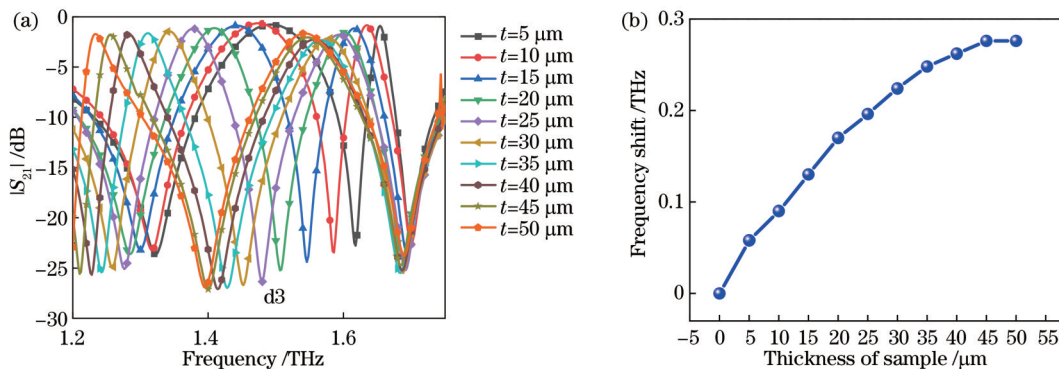 (a)
0
−5
−10
−15
−20
−25
−30
|S21| /dB
1.2
1.4
1.6
Frequency /THz
d3
t=5 μm
t=10 μm
t=15 μm
t=20 μm
t=25 μm
t=30 μm
t=35 μm
t=40 μm
t=45 μm
t=50 μm
(b)
0.3
0.2
0.1
0
Frequency shift /THz
−5 0 5 10 15 20 25 30 35 40 45 50 55
Thickness of sample /μm